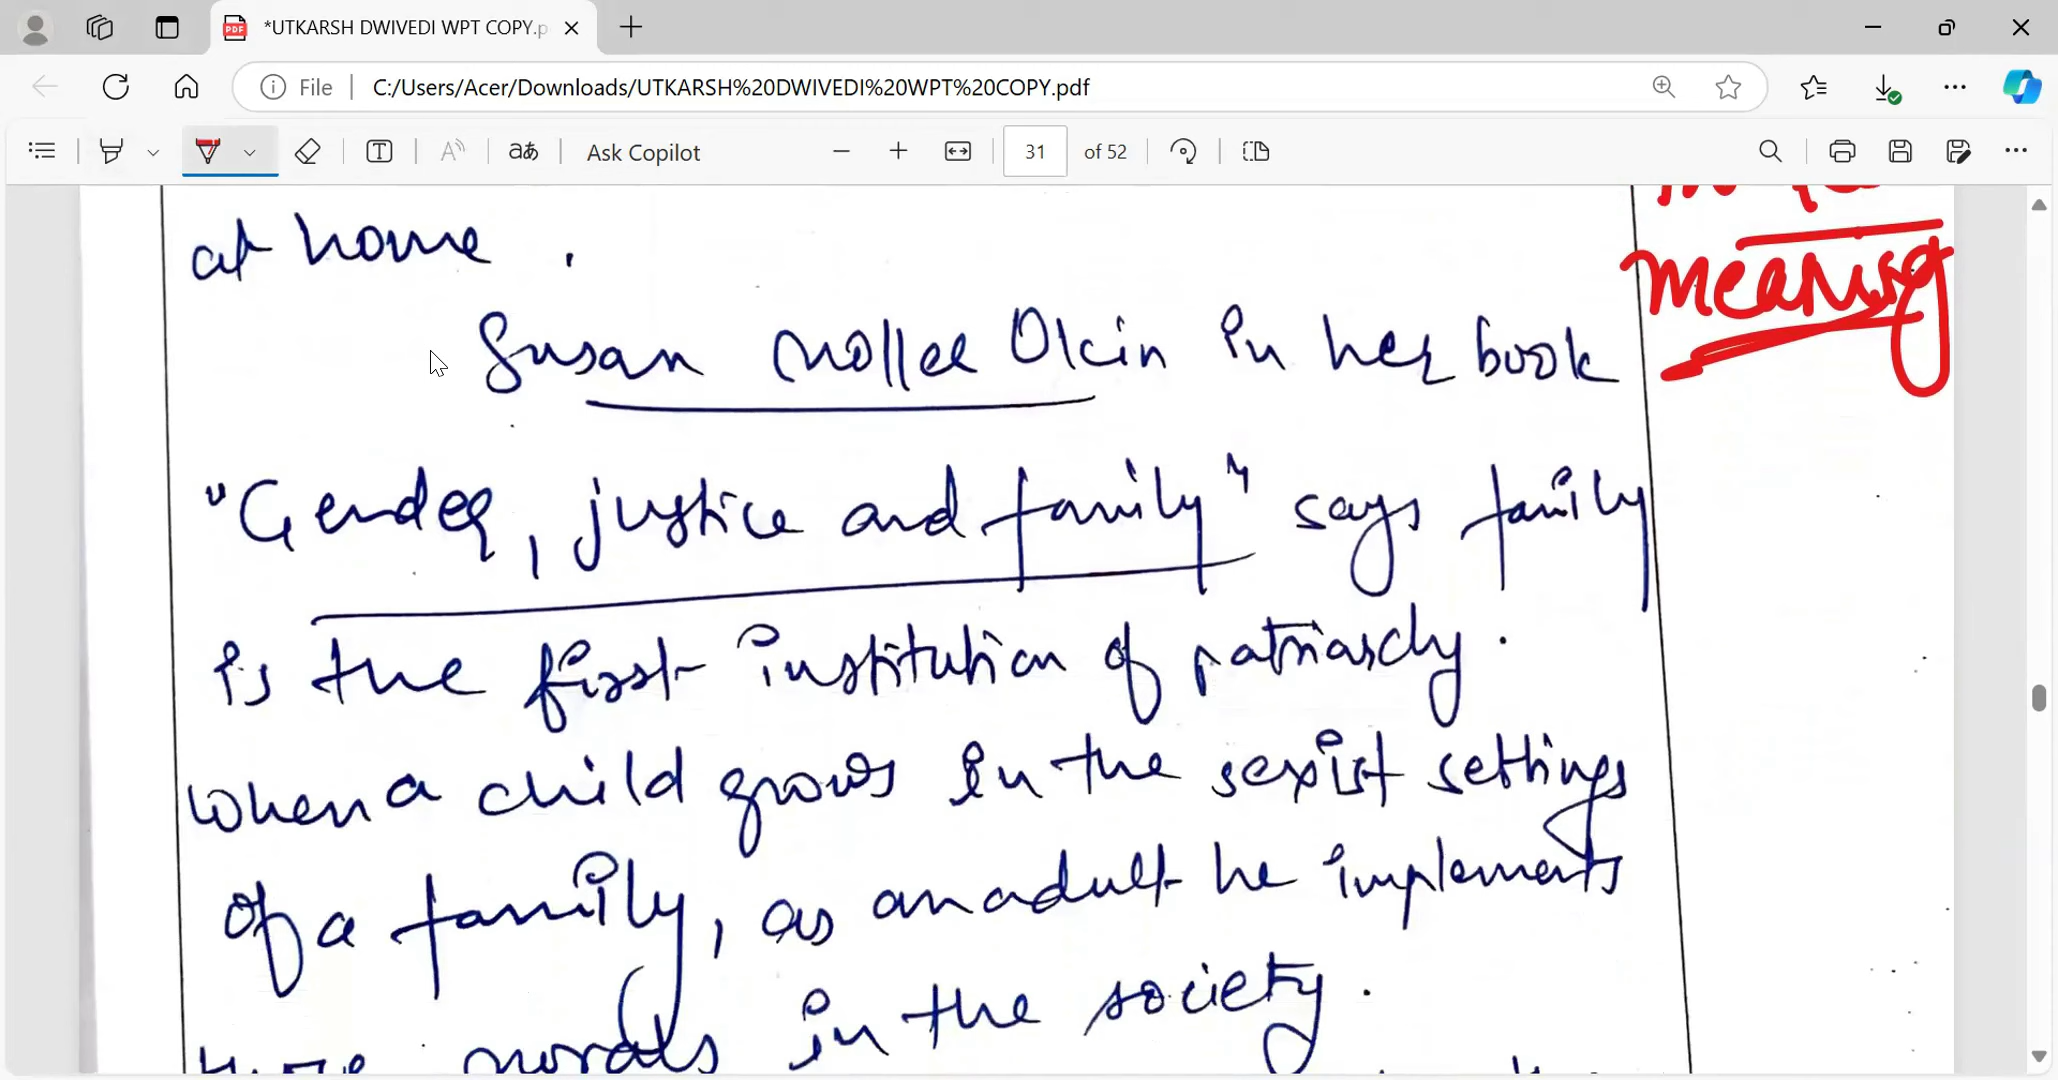 *UTKARSH DWIVEDI WPT COPY.p
File
C:/Users/Acer/Downloads/UTKARSH%20DWIVEDI%20WPT%20COPY.pdf
Ask Copilot
31 of 52
at home .
meaning
Susan Moller Okin in her book
"Gender, justice and family" says family
is the first institution of patriarchy.
When a child grows in the sexist settings
of a family, as an adult he implements
morals in the society.